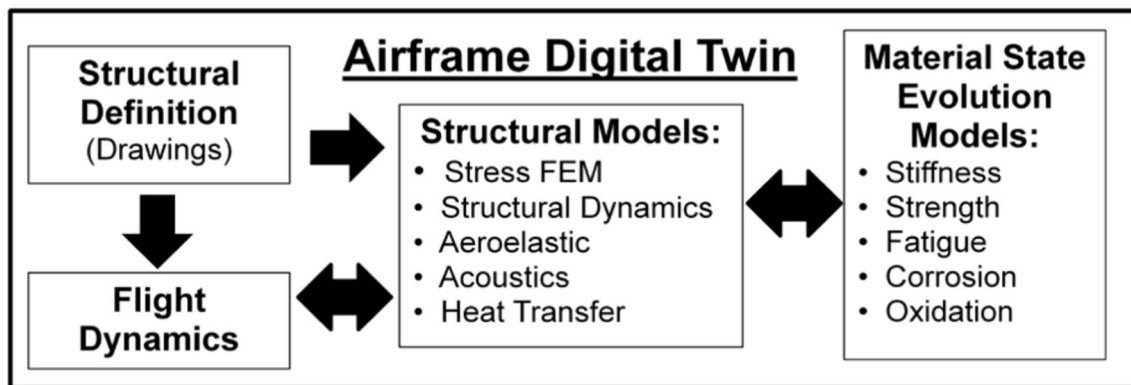 Airframe Digital Twin
Structural
Definition
(Drawings)
Flight
Dynamics
Structural Models:
• Stress FEM
• Structural Dynamics
• Aeroelastic
• Acoustics
• Heat Transfer
Material State
Evolution
Models:
• Stiffness
• Strength
• Fatigue
• Corrosion
• Oxidation